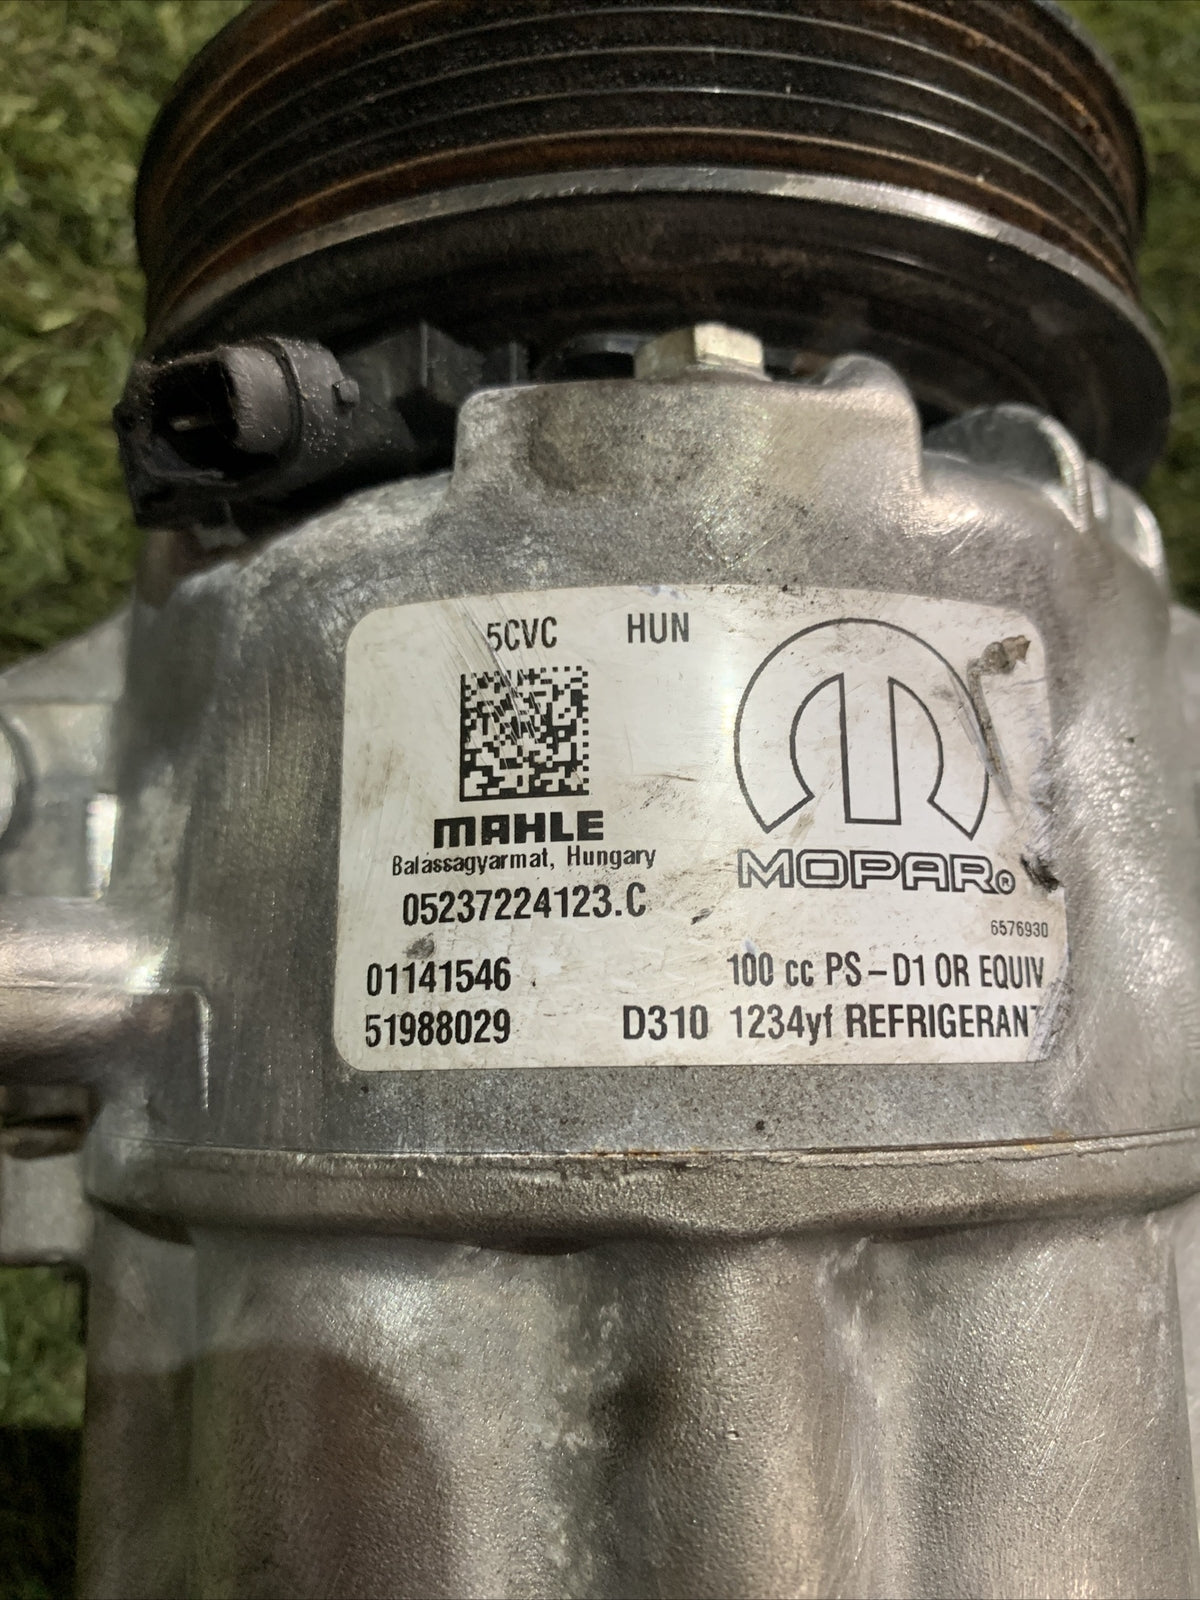 5CVC HUN
MAHLE
Balassagyarmat, Hungary
MOPAR®
05237224123.C
6576930
01141546 100 cc PS-D1 OR EQUIV
51988029 D310 1234yf REFRIGERANT